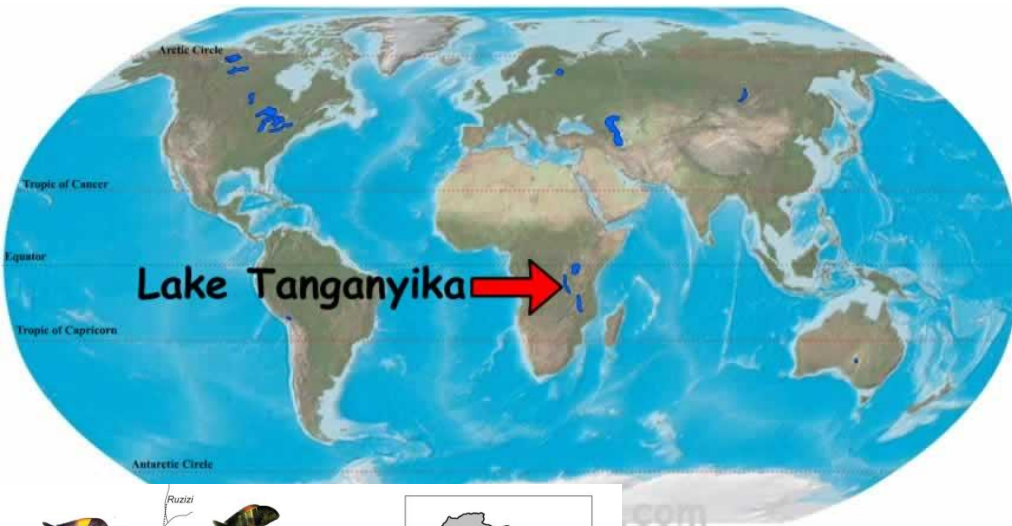 Arctic Circle
Tropic of Cancer
Equator
Lake Tanganyika
Tropic of Capricorn
Antarctic Circle
Ruzizi
.com